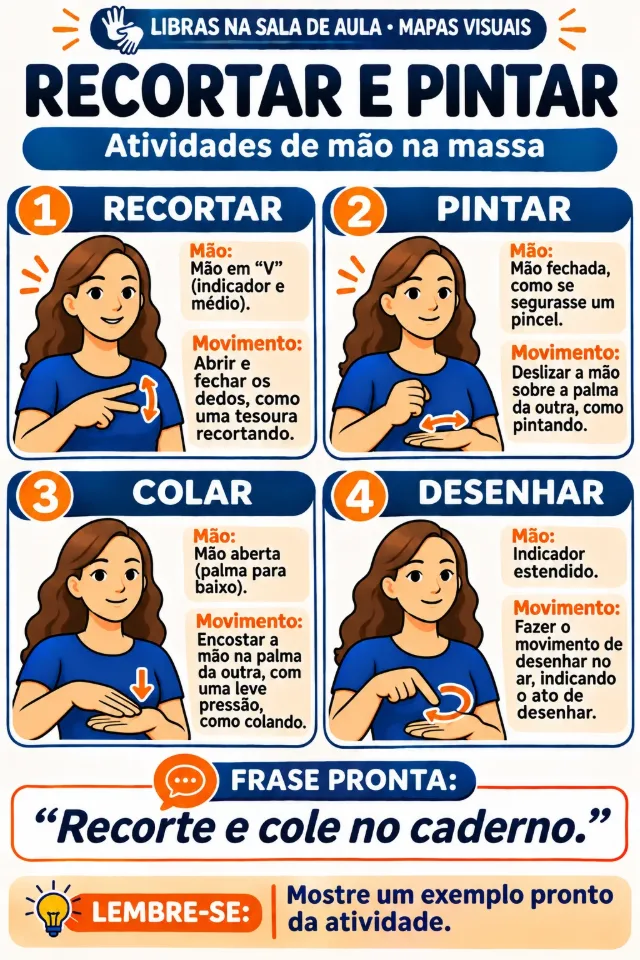 LIBRAS NA SALA DE AULA • MAPAS VISUAIS
RECORTAR E PINTAR
Atividades de mão na massa
1 RECORTAR
Mão:
Mão em “V”
(indicador e
médio).
Movimento:
Abrir e
fechar os
dedos, como
uma tesoura
recortando.
2 PINTAR
Mão:
Mão fechada,
como se
segurasse um
pincel.
Movimento:
Deslizar a mão
sobre a palma
da outra, como
pintando.
3 COLAR
Mão:
Mão aberta
(palma para
baixo).
Movimento:
Encostar a
mão na palma
da outra, com
uma leve
pressão,
como colando.
4 DESENHAR
Mão:
Indicador
estendido.
Movimento:
Fazer o
movimento de
desenhar no
ar, indicando
o ato de
desenhar.
FRASE PRONTA:
“Recorte e cole no caderno.”
LEMBRE-SE:
Mostre um exemplo pronto
da atividade.